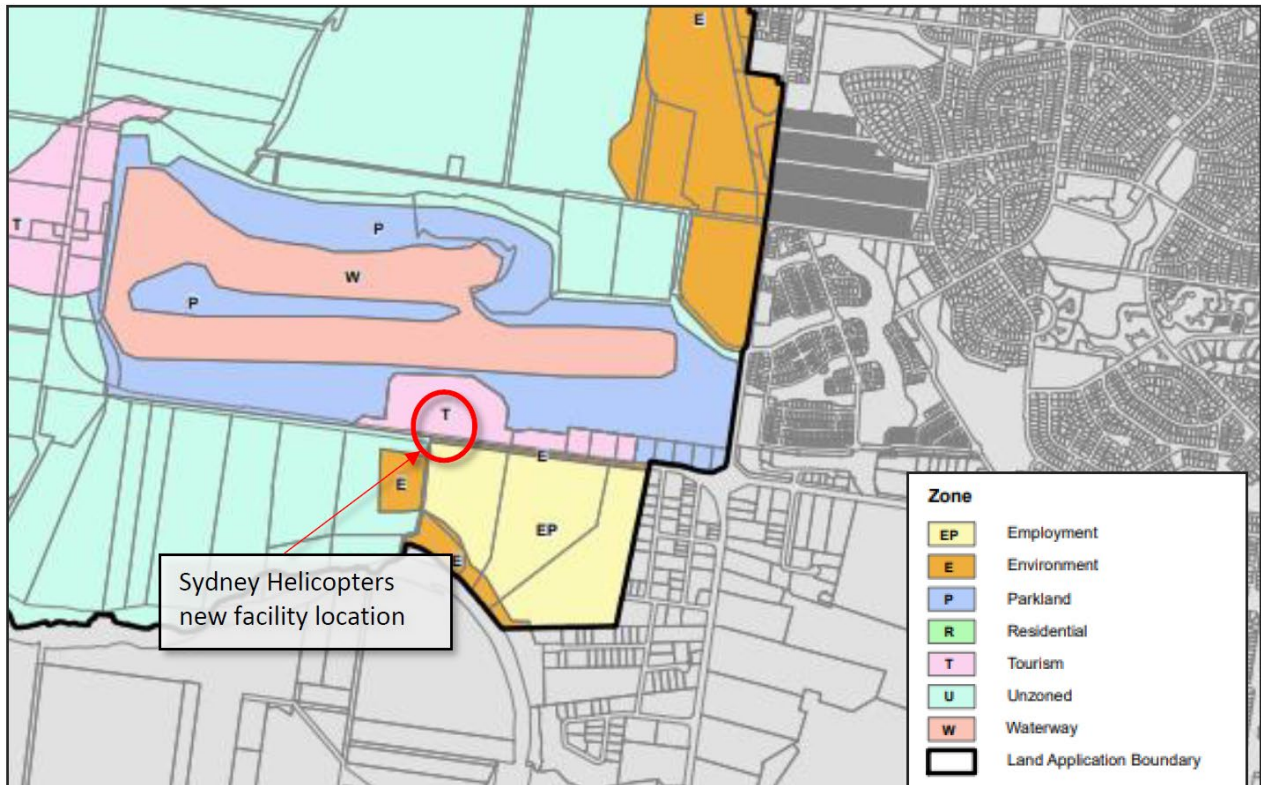 E
T
P
W
P
T
E
E
EP
E
Sydney Helicopters
new facility location
Zone
EP Employment
E Environment
P Parkland
R Residential
T Tourism
U Unzoned
W Waterway
Land Application Boundary